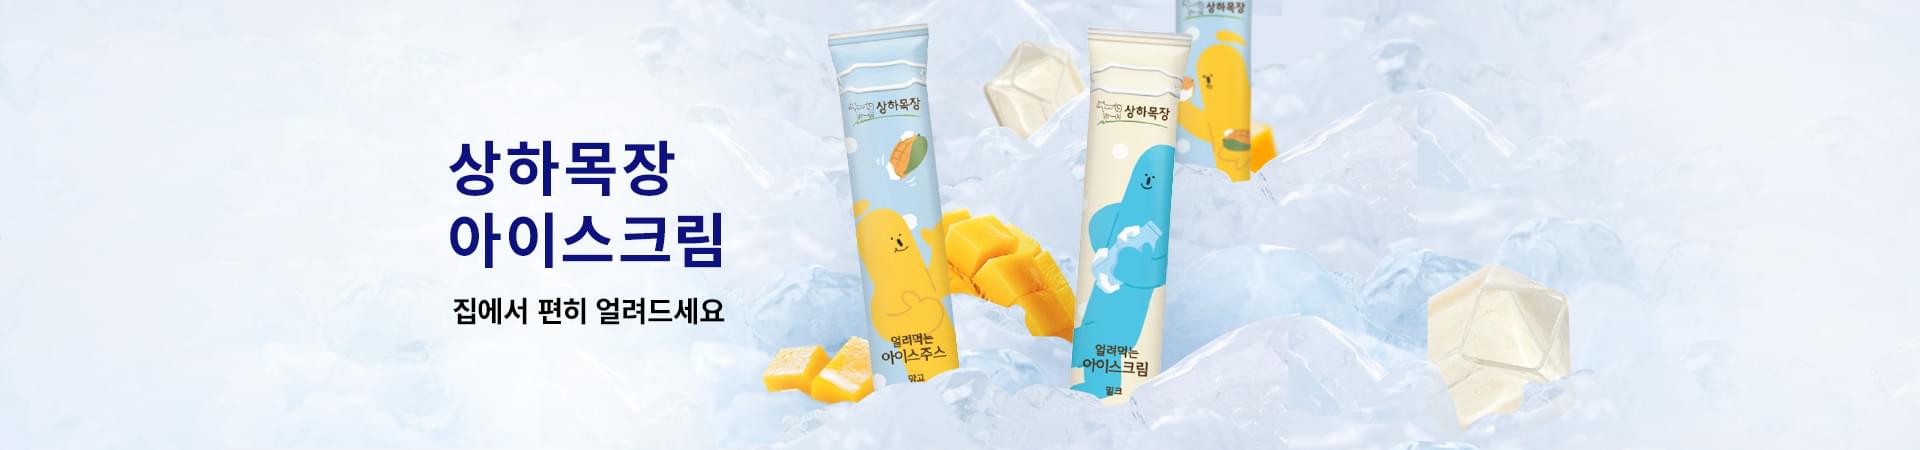 상하목장
아이스크림
집에서 편히 얼려드세요
상하목장
얼려먹는
아이스주스
망고
상하목장
얼려먹는
아이스크림
밀크
상하목장